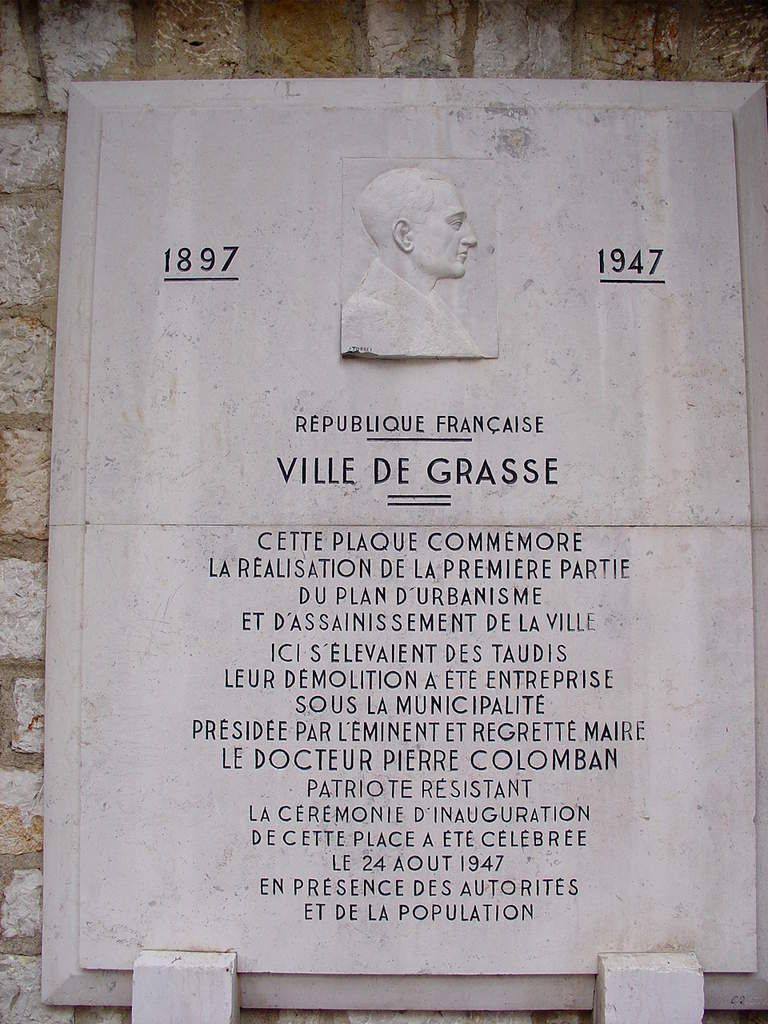 1897
1947
RÉPUBLIQUE FRANÇAISE
VILLE DE GRASSE
CETTE PLAQUE COMMÉMORE
LA RÉALISATION DE LA PREMIÈRE PARTIE
DU PLAN D'URBANISME
ET D'ASSAINISSEMENT DE LA VILLE
ICI S'ÉLEVAIENT DES TAUDIS
LEUR DÉMOLITION A ÉTÉ ENTREPRISE
SOUS LA MUNICIPALITÉ
PRÉSIDÉE PAR L'ÉMINENT ET REGRETTÉ MAIRE
LE DOCTEUR PIERRE COLOMBAN
PATRIOTE RÉSISTANT
LA CÉRÉMONIE D'INAUGURATION
DE CETTE PLACE A ÉTÉ CÉLÉBRÉE
LE 24 AOUT 1947
EN PRÉSENCE DES AUTORITÉS
ET DE LA POPULATION